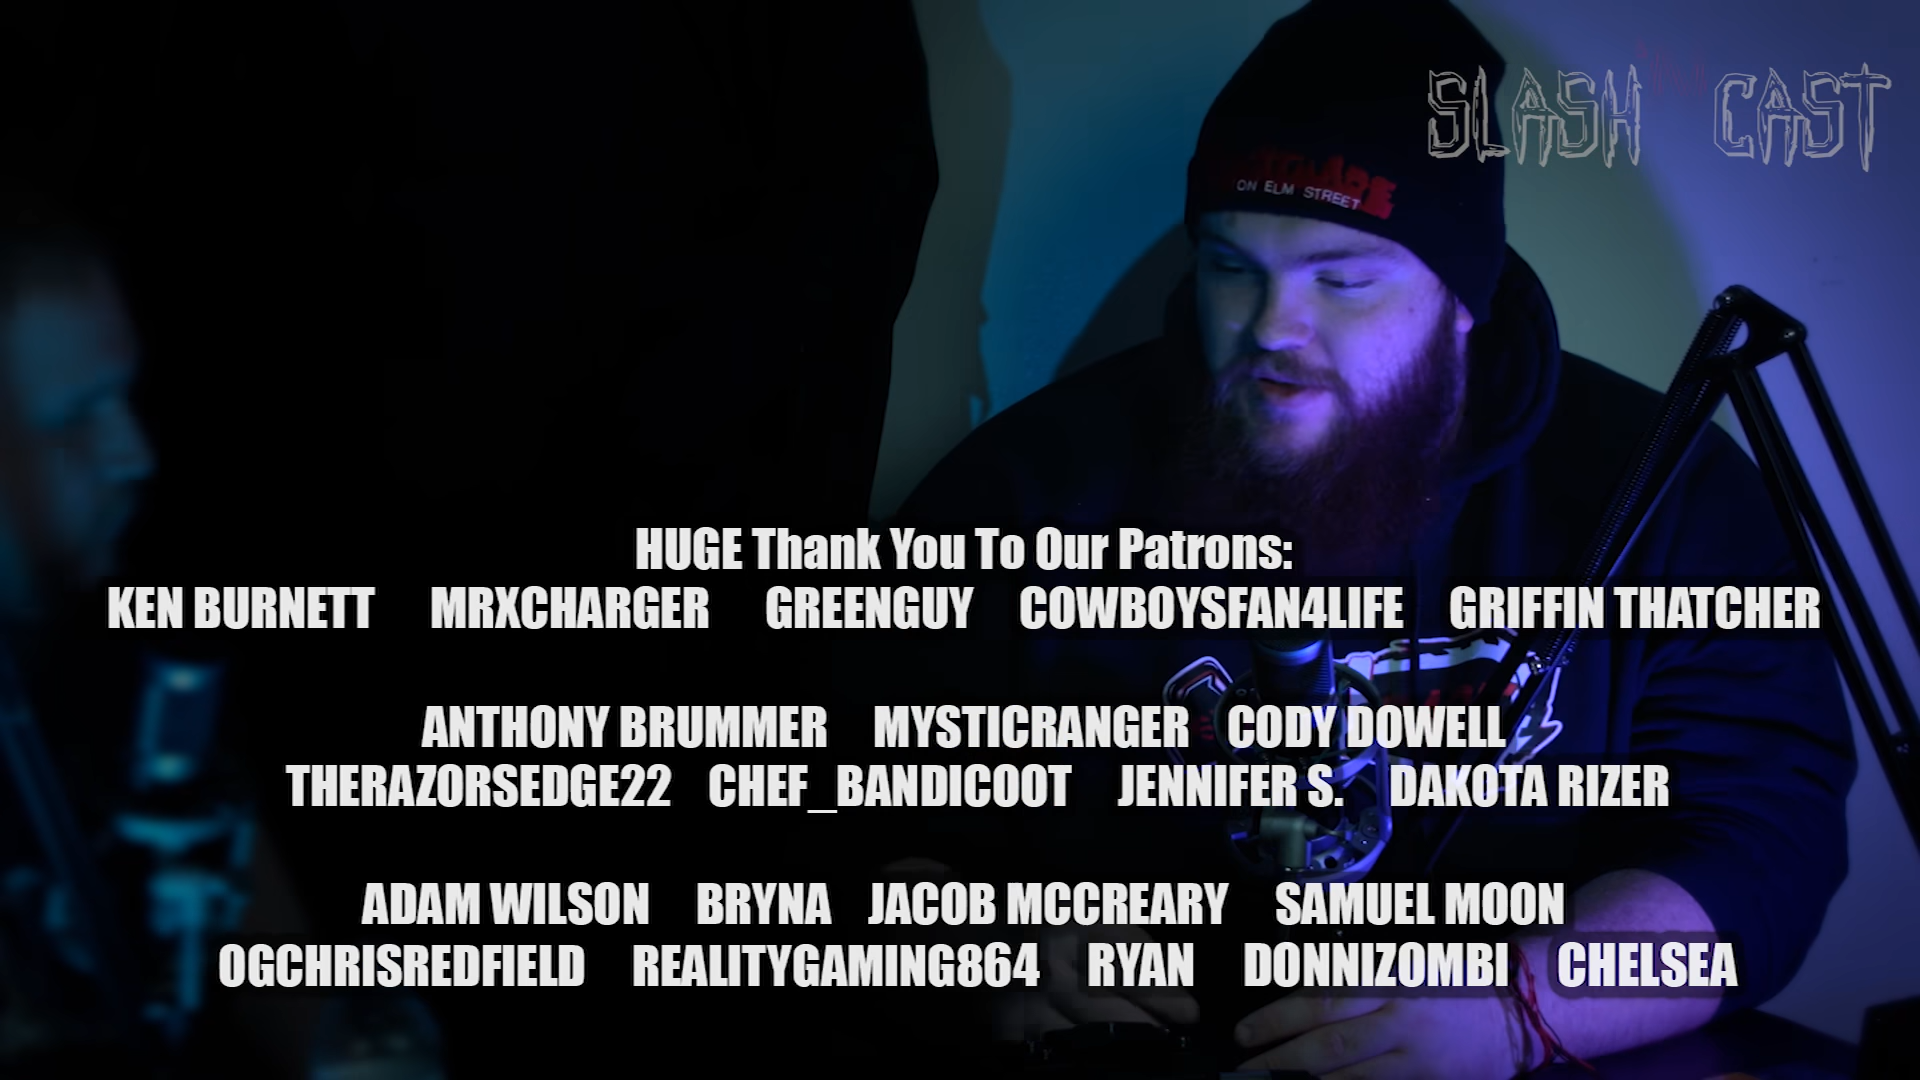 SLASH 'N CAST
ON ELM STREET
HUGE Thank You To Our Patrons:
KEN BURNETT MRXCHARGER GREENGUY COWBOYSFAN4LIFE GRIFFIN THATCHER
ANTHONY BRUMMER MYSTICRANGER CODY DOWELL
THERAZORSEDGE22 CHEF_BANDICOOT JENNIFER S. DAKOTA RIZER
ADAM WILSON BRYNA JACOB MCCREARY SAMUEL MOON
OGCHRISREDFIELD REALITYGAMING864 RYAN DONNIZOMBI CHELSEA